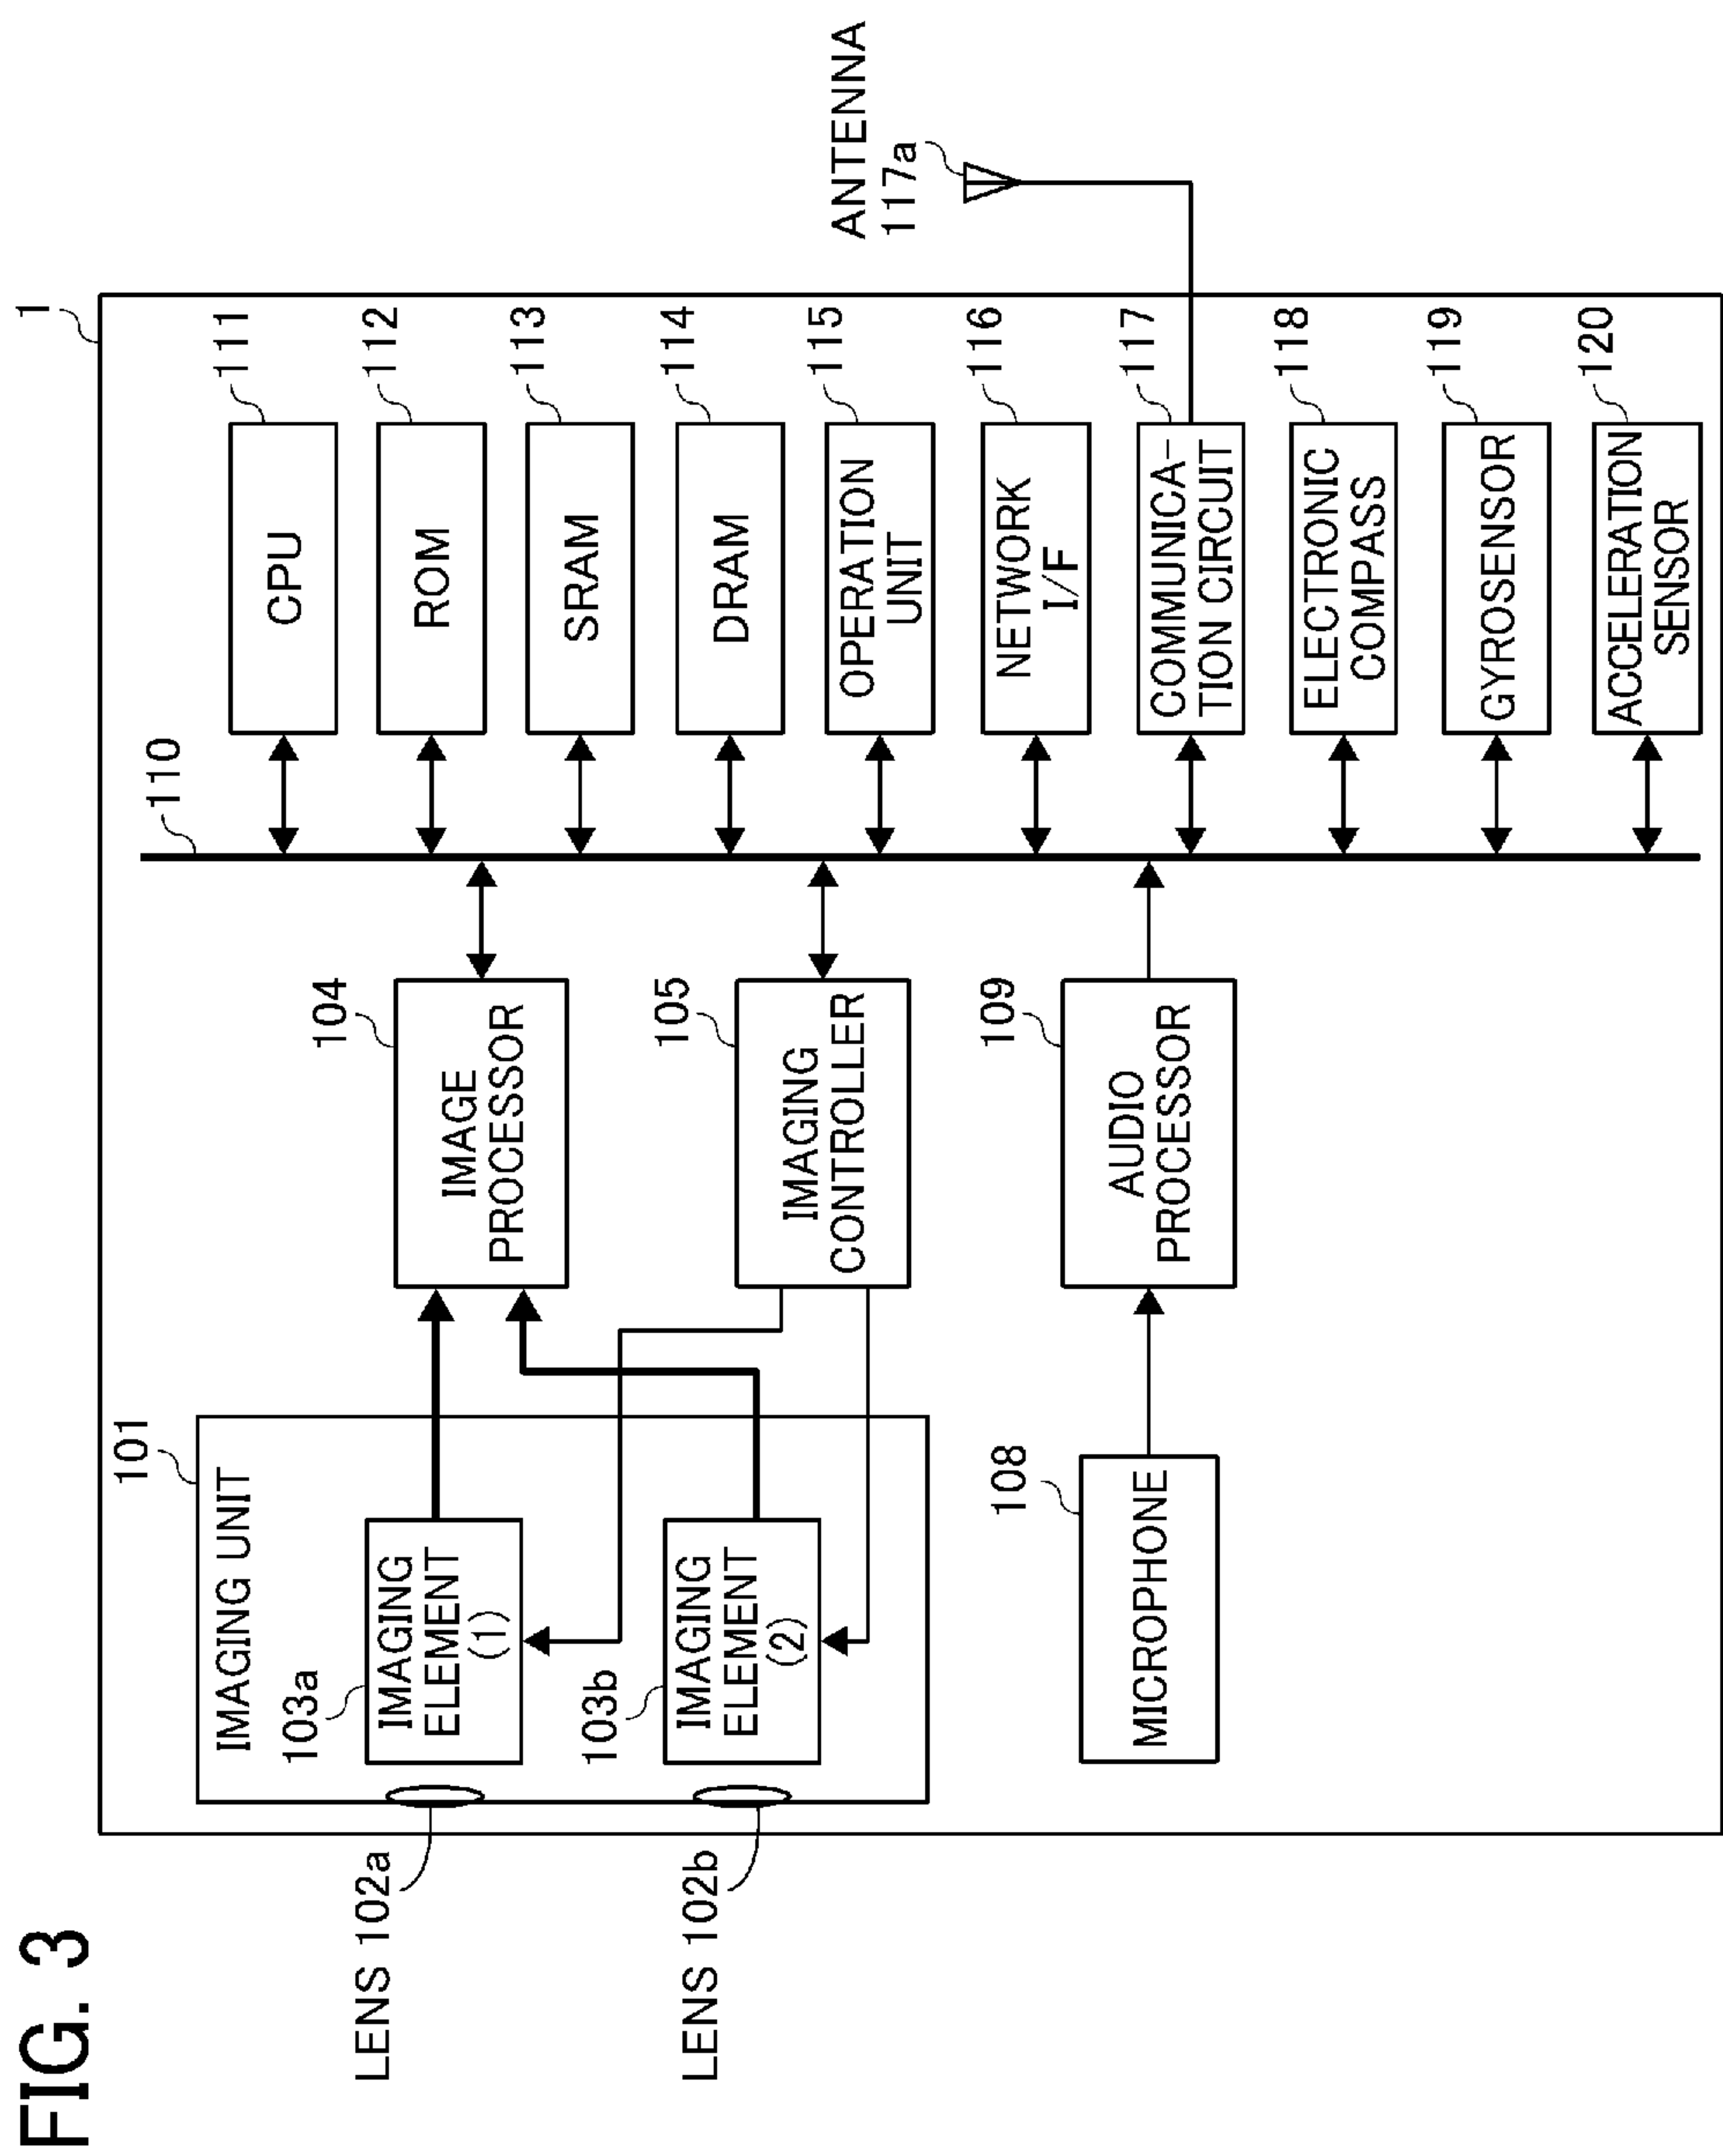 FIG. 3
1
101
IMAGING UNIT
103a
IMAGING
ELEMENT
(1)
LENS 102a
103b
IMAGING
ELEMENT
(2)
LENS 102b
108
MICROPHONE
104
IMAGE
PROCESSOR
105
IMAGING
CONTROLLER
109
AUDIO
PROCESSOR
110
111
CPU
112
ROM
113
SRAM
114
DRAM
115
OPERATION
UNIT
116
NETWORK
I/F
117
COMMUNICA-
TION CIRCUIT
118
ELECTRONIC
COMPASS
119
GYROSENSOR
120
ACCELERATION
SENSOR
ANTENNA
117a